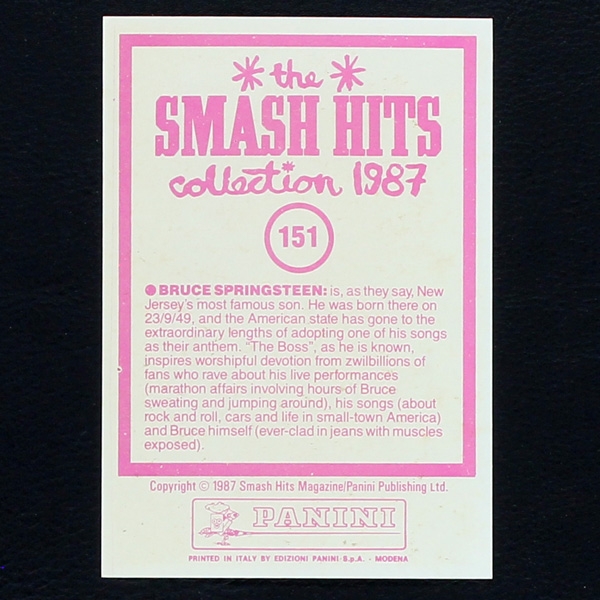 * the *
SMASH HITS
collection 1987
151
● BRUCE SPRINGSTEEN: is, as they say, New
Jersey's most famous son. He was born there on
23/9/49, and the American state has gone to the
extraordinary lengths of adopting one of his songs
as their anthem. "The Boss", as he is known,
inspires worshipful devotion from zwilbillions of
fans who rave about his live performances
(marathon affairs involving hours of Bruce
sweating and jumping around), his songs (about
rock and roll, cars and life in small-town America)
and Bruce himself (ever-clad in jeans with muscles
exposed).
Copyright © 1987 Smash Hits Magazine/Panini Publishing Ltd.
PANINI
PRINTED IN ITALY BY EDIZIONI PANINI S.p.A. - MODENA